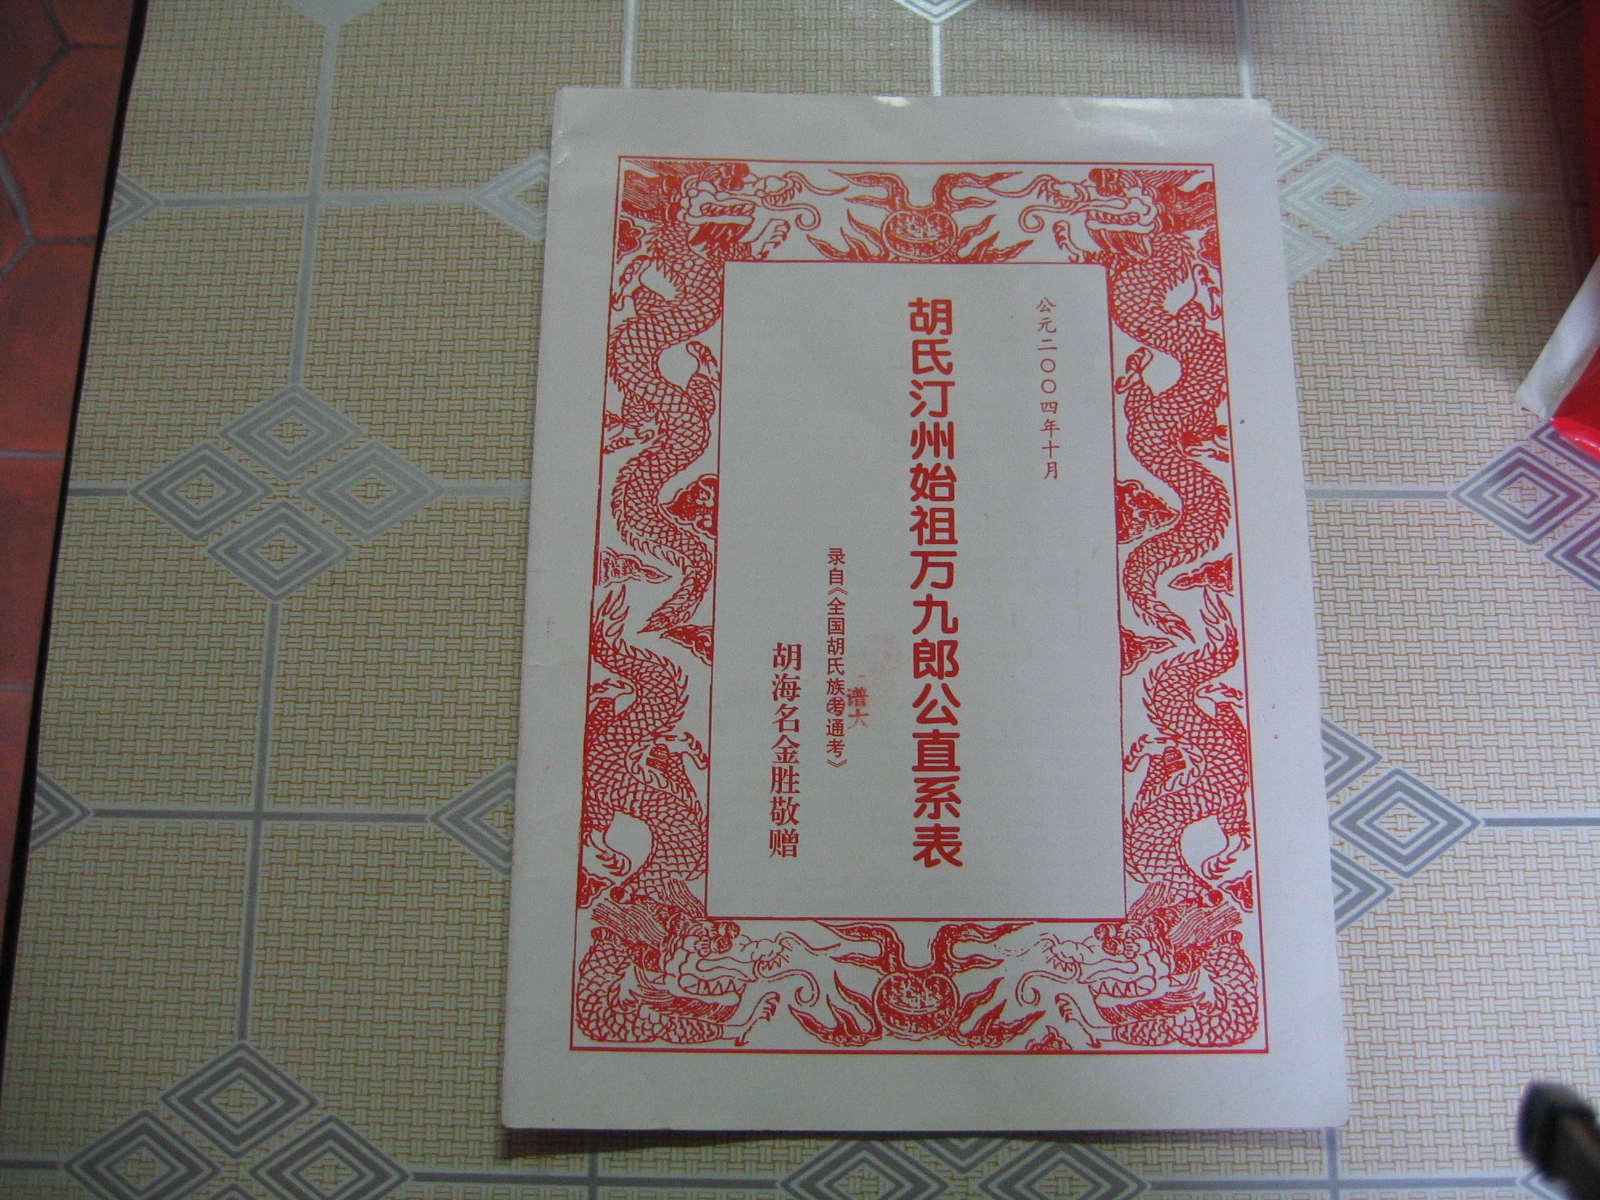 公元二〇〇四年十月
胡氏汀州始祖万九郎公直系表
谱大
录自《全国胡氏族考通考》
胡海名金胜敬赠